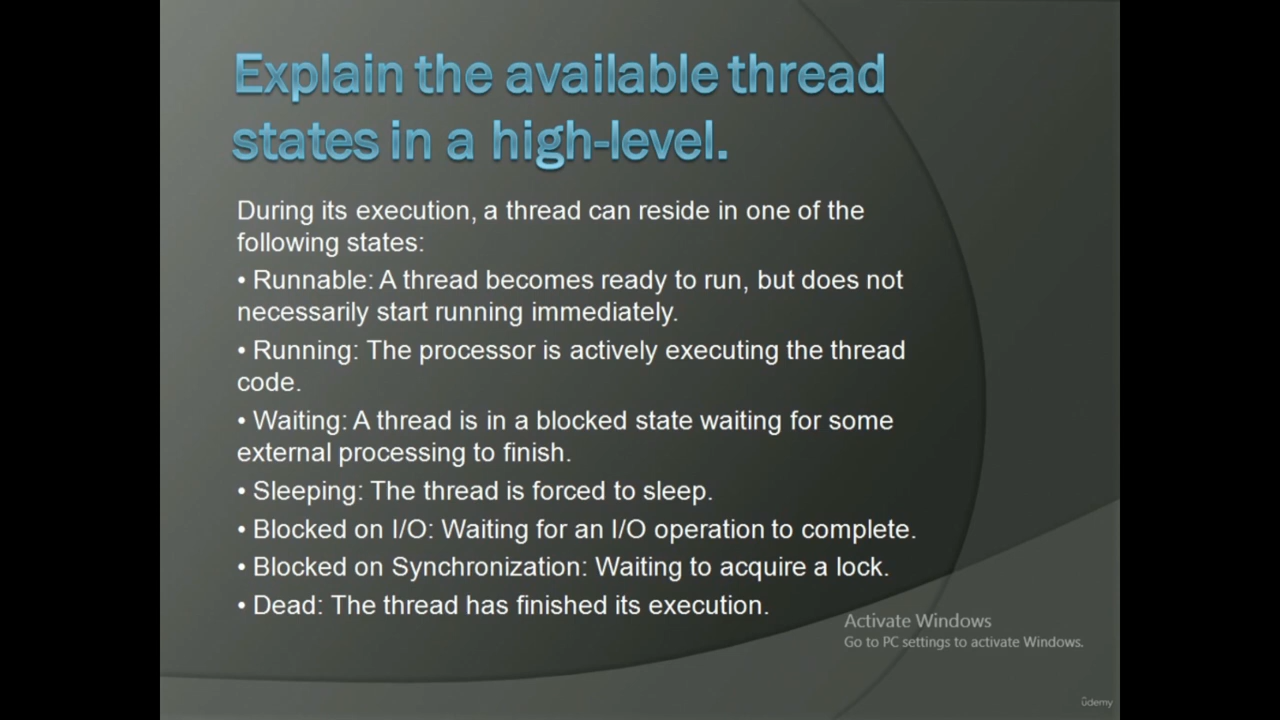 Explain the available thread
states in a high-level.
During its execution, a thread can reside in one of the
following states:
• Runnable: A thread becomes ready to run, but does not
necessarily start running immediately.
• Running: The processor is actively executing the thread
code.
• Waiting: A thread is in a blocked state waiting for some
external processing to finish.
• Sleeping: The thread is forced to sleep.
• Blocked on I/O: Waiting for an I/O operation to complete.
• Blocked on Synchronization: Waiting to acquire a lock.
• Dead: The thread has finished its execution.
Activate Windows
Go to PC settings to activate Windows.
ûdemy